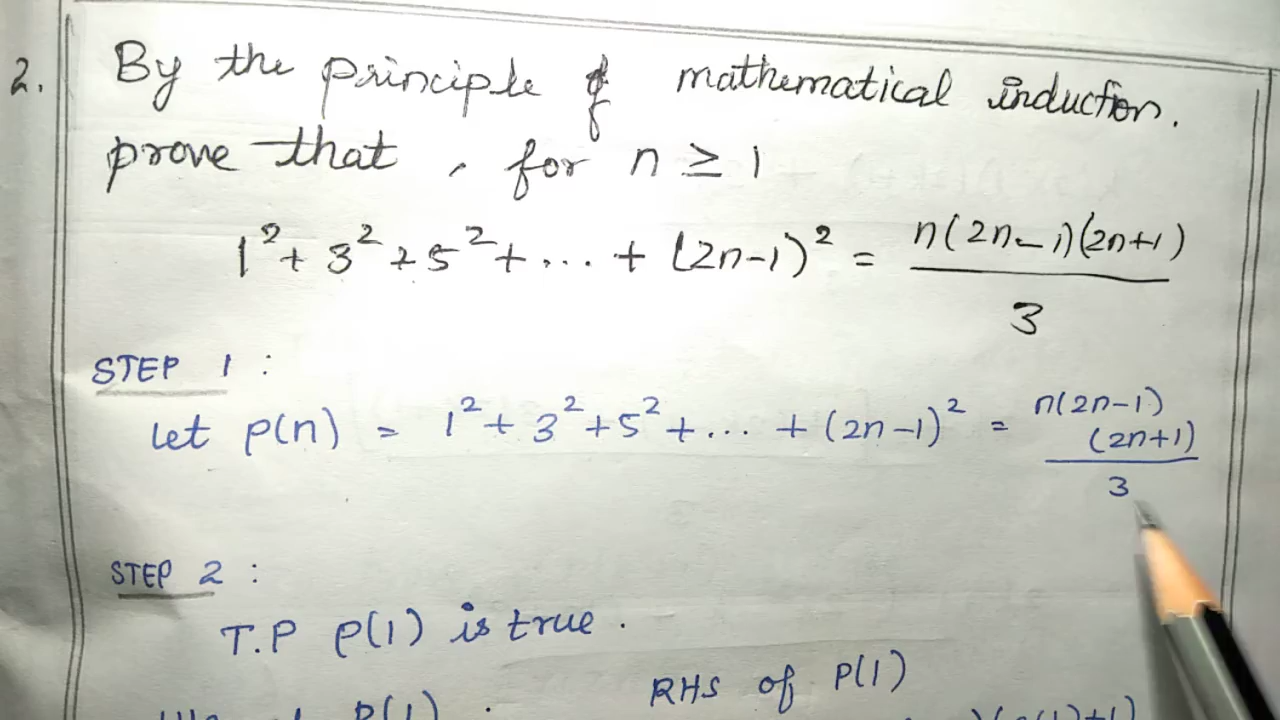 2. By the principle of mathematical induction.
prove that, for n ≥ 1
1² + 3² + 5² + ... + (2n-1)² = n(2n-1)(2n+1)
3
STEP 1 :
Let P(n) = 1² + 3² + 5² + ... + (2n-1)² = n(2n-1)
(2n+1)
3
STEP 2 :
T.P P(1) is true.
RHS of P(1)
P(1)